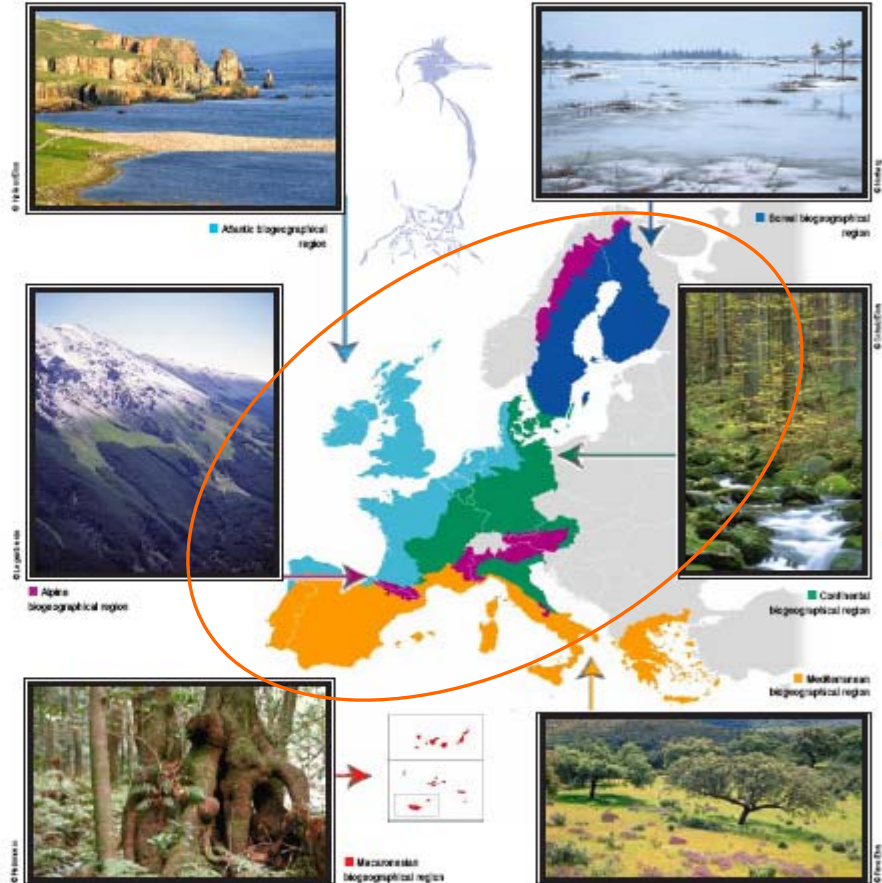 Atlantic biogeographical
region
Boreal biogeographical
region
Alpine
biogeographical region
Continental
biogeographical region
Mediterranean
biogeographical region
Macaronesian
biogeographical region